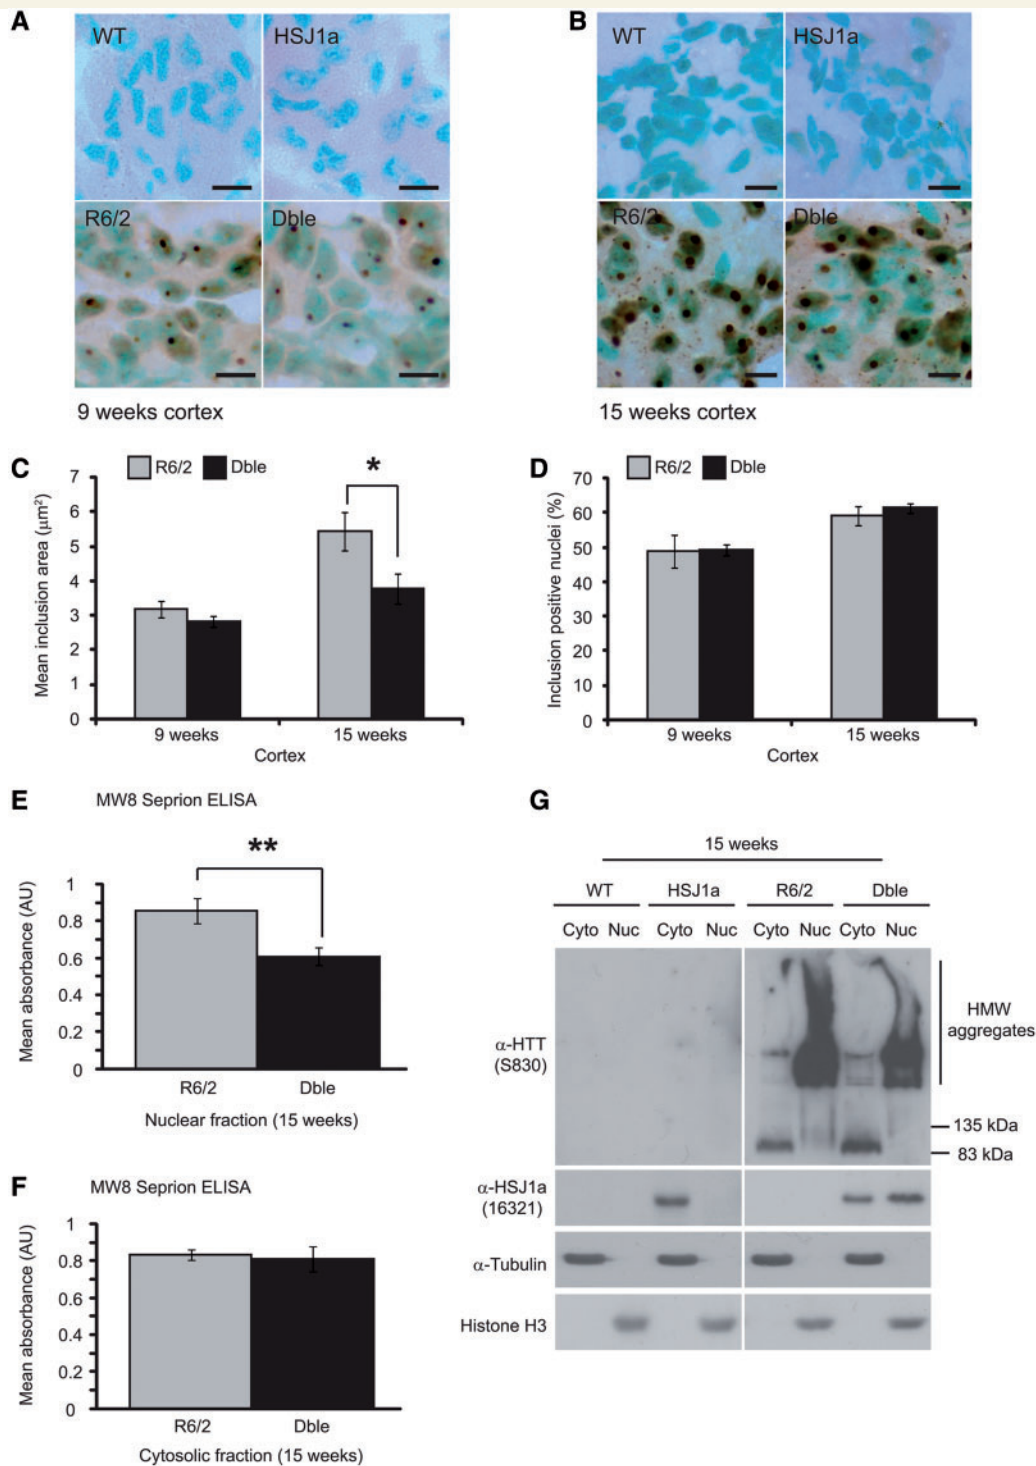 A
WT
HSJ1a
R6/2
Dble
9 weeks cortex
B
WT
HSJ1a
R6/2
Dble
15 weeks cortex
C
R6/2
Dble
*
Mean inclusion area (μm²)
7
6
5
4
3
2
1
0
9 weeks
15 weeks
Cortex
D
R6/2
Dble
Inclusion positive nuclei (%)
70
60
50
40
30
20
10
0
9 weeks
15 weeks
Cortex
E
MW8 Seprion ELISA
**
Mean absorbance (AU)
1
0.8
0.6
0.4
0.2
0
R6/2
Dble
Nuclear fraction (15 weeks)
F
MW8 Seprion ELISA
Mean absorbance (AU)
1
0.8
0.6
0.4
0.2
0
R6/2
Dble
Cytosolic fraction (15 weeks)
G
15 weeks
WT
HSJ1a
R6/2
Dble
Cyto Nuc Cyto Nuc Cyto Nuc Cyto Nuc
α-HTT
(S830)
HMW
aggregates
135 kDa
83 kDa
α-HSJ1a
(16321)
α-Tubulin
Histone H3